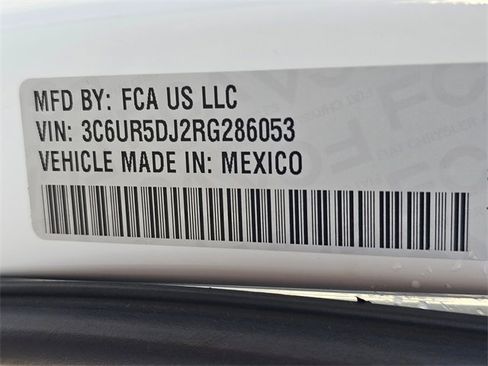 MFD BY: FCA US LLC
VIN: 3C6UR5DJ2RG286053
VEHICLE MADE IN: MEXICO